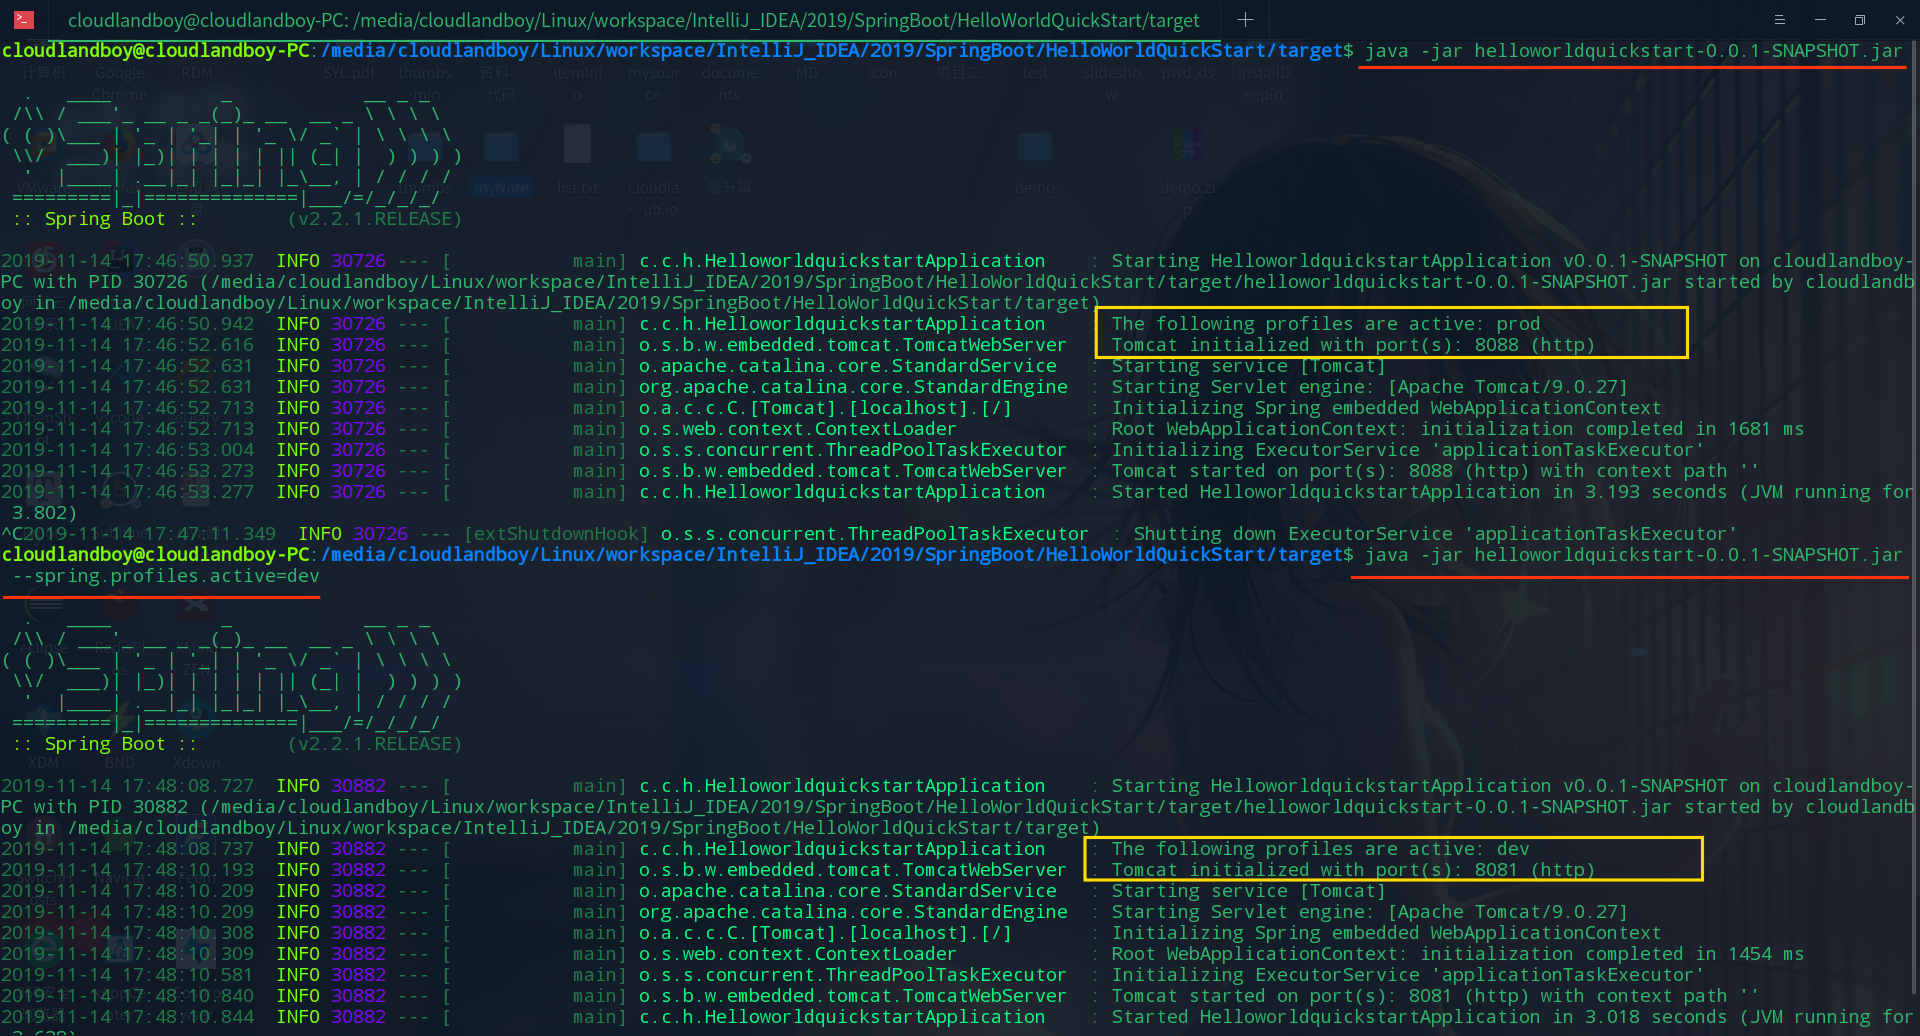 cloudlandboy@cloudlandboy-PC: /media/cloudlandboy/Linux/workspace/IntelliJ_IDEA/2019/SpringBoot/HelloWorldQuickStart/target
cloudlandboy@cloudlandboy-PC:/media/cloudlandboy/Linux/workspace/IntelliJ_IDEA/2019/SpringBoot/HelloWorldQuickStart/target$ java -jar helloworldquickstart-0.0.1-SNAPSHOT.jar
:: Spring Boot ::        (v2.2.1.RELEASE)
2019-11-14 17:46:50.937  INFO 30726 --- [           main] c.c.h.HelloworldquickstartApplication    : Starting HelloworldquickstartApplication v0.0.1-SNAPSHOT on cloudlandboy-
PC with PID 30726 (/media/cloudlandboy/Linux/workspace/IntelliJ_IDEA/2019/SpringBoot/HelloWorldQuickStart/target/helloworldquickstart-0.0.1-SNAPSHOT.jar started by cloudlandb
oy in /media/cloudlandboy/Linux/workspace/IntelliJ_IDEA/2019/SpringBoot/HelloWorldQuickStart/target)
2019-11-14 17:46:50.942  INFO 30726 --- [           main] c.c.h.HelloworldquickstartApplication    : The following profiles are active: prod
2019-11-14 17:46:52.616  INFO 30726 --- [           main] o.s.b.w.embedded.tomcat.TomcatWebServer  : Tomcat initialized with port(s): 8088 (http)
2019-11-14 17:46:52.631  INFO 30726 --- [           main] o.apache.catalina.core.StandardService   : Starting service [Tomcat]
2019-11-14 17:46:52.631  INFO 30726 --- [           main] org.apache.catalina.core.StandardEngine  : Starting Servlet engine: [Apache Tomcat/9.0.27]
2019-11-14 17:46:52.713  INFO 30726 --- [           main] o.a.c.c.C.[Tomcat].[localhost].[/]       : Initializing Spring embedded WebApplicationContext
2019-11-14 17:46:52.713  INFO 30726 --- [           main] o.s.web.context.ContextLoader            : Root WebApplicationContext: initialization completed in 1681 ms
2019-11-14 17:46:53.004  INFO 30726 --- [           main] o.s.s.concurrent.ThreadPoolTaskExecutor  : Initializing ExecutorService 'applicationTaskExecutor'
2019-11-14 17:46:53.273  INFO 30726 --- [           main] o.s.b.w.embedded.tomcat.TomcatWebServer  : Tomcat started on port(s): 8088 (http) with context path ''
2019-11-14 17:46:53.277  INFO 30726 --- [           main] c.c.h.HelloworldquickstartApplication    : Started HelloworldquickstartApplication in 3.193 seconds (JVM running for
3.802)
^C2019-11-14 17:47:11.349  INFO 30726 --- [extShutdownHook] o.s.s.concurrent.ThreadPoolTaskExecutor  : Shutting down ExecutorService 'applicationTaskExecutor'
cloudlandboy@cloudlandboy-PC:/media/cloudlandboy/Linux/workspace/IntelliJ_IDEA/2019/SpringBoot/HelloWorldQuickStart/target$ java -jar helloworldquickstart-0.0.1-SNAPSHOT.jar
--spring.profiles.active=dev
:: Spring Boot ::        (v2.2.1.RELEASE)
2019-11-14 17:48:08.727  INFO 30882 --- [           main] c.c.h.HelloworldquickstartApplication    : Starting HelloworldquickstartApplication v0.0.1-SNAPSHOT on cloudlandboy-
PC with PID 30882 (/media/cloudlandboy/Linux/workspace/IntelliJ_IDEA/2019/SpringBoot/HelloWorldQuickStart/target/helloworldquickstart-0.0.1-SNAPSHOT.jar started by cloudlandb
oy in /media/cloudlandboy/Linux/workspace/IntelliJ_IDEA/2019/SpringBoot/HelloWorldQuickStart/target)
2019-11-14 17:48:08.737  INFO 30882 --- [           main] c.c.h.HelloworldquickstartApplication    : The following profiles are active: dev
2019-11-14 17:48:10.193  INFO 30882 --- [           main] o.s.b.w.embedded.tomcat.TomcatWebServer  : Tomcat initialized with port(s): 8081 (http)
2019-11-14 17:48:10.209  INFO 30882 --- [           main] o.apache.catalina.core.StandardService   : Starting service [Tomcat]
2019-11-14 17:48:10.209  INFO 30882 --- [           main] org.apache.catalina.core.StandardEngine  : Starting Servlet engine: [Apache Tomcat/9.0.27]
2019-11-14 17:48:10.308  INFO 30882 --- [           main] o.a.c.c.C.[Tomcat].[localhost].[/]       : Initializing Spring embedded WebApplicationContext
2019-11-14 17:48:10.309  INFO 30882 --- [           main] o.s.web.context.ContextLoader            : Root WebApplicationContext: initialization completed in 1454 ms
2019-11-14 17:48:10.581  INFO 30882 --- [           main] o.s.s.concurrent.ThreadPoolTaskExecutor  : Initializing ExecutorService 'applicationTaskExecutor'
2019-11-14 17:48:10.840  INFO 30882 --- [           main] o.s.b.w.embedded.tomcat.TomcatWebServer  : Tomcat started on port(s): 8081 (http) with context path ''
2019-11-14 17:48:10.844  INFO 30882 --- [           main] c.c.h.HelloworldquickstartApplication    : Started HelloworldquickstartApplication in 3.018 seconds (JVM running for